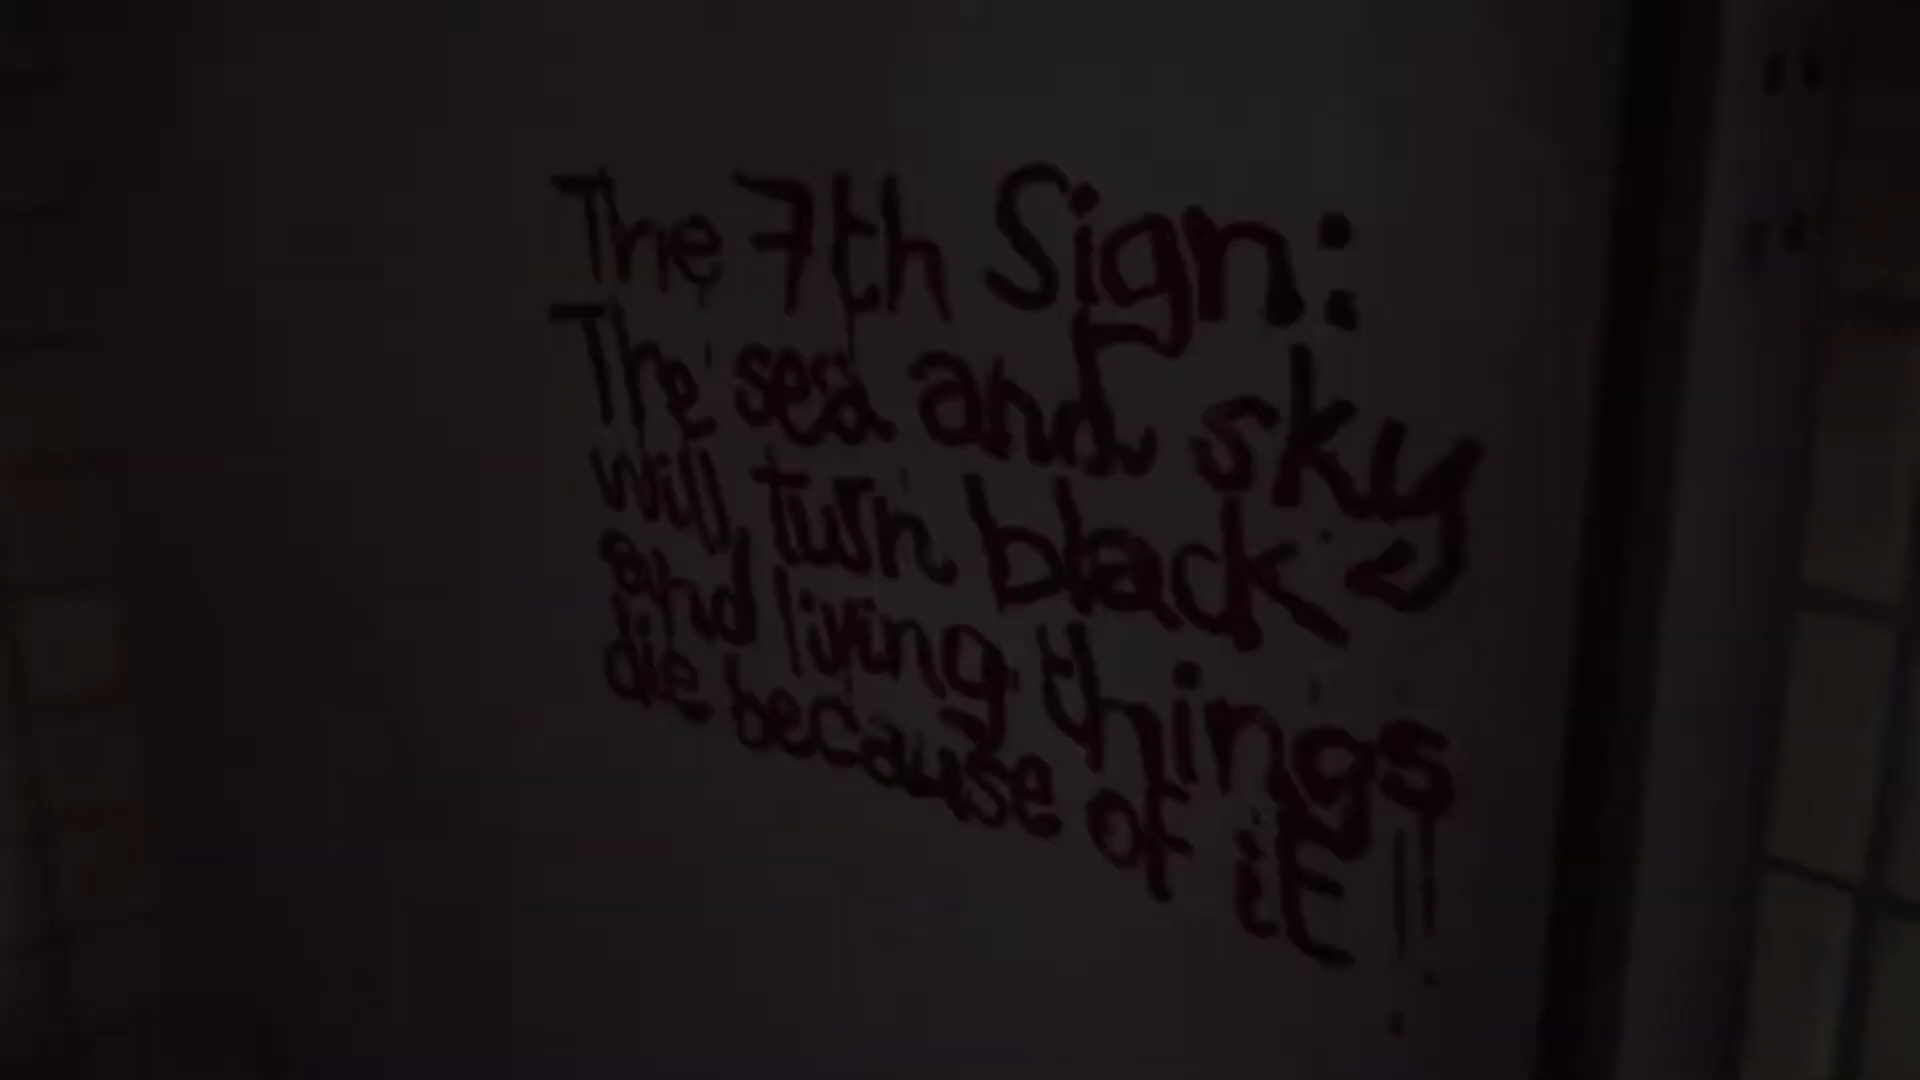 The 7th Sign:
The sea and sky
will turn black
and living things
die because of it